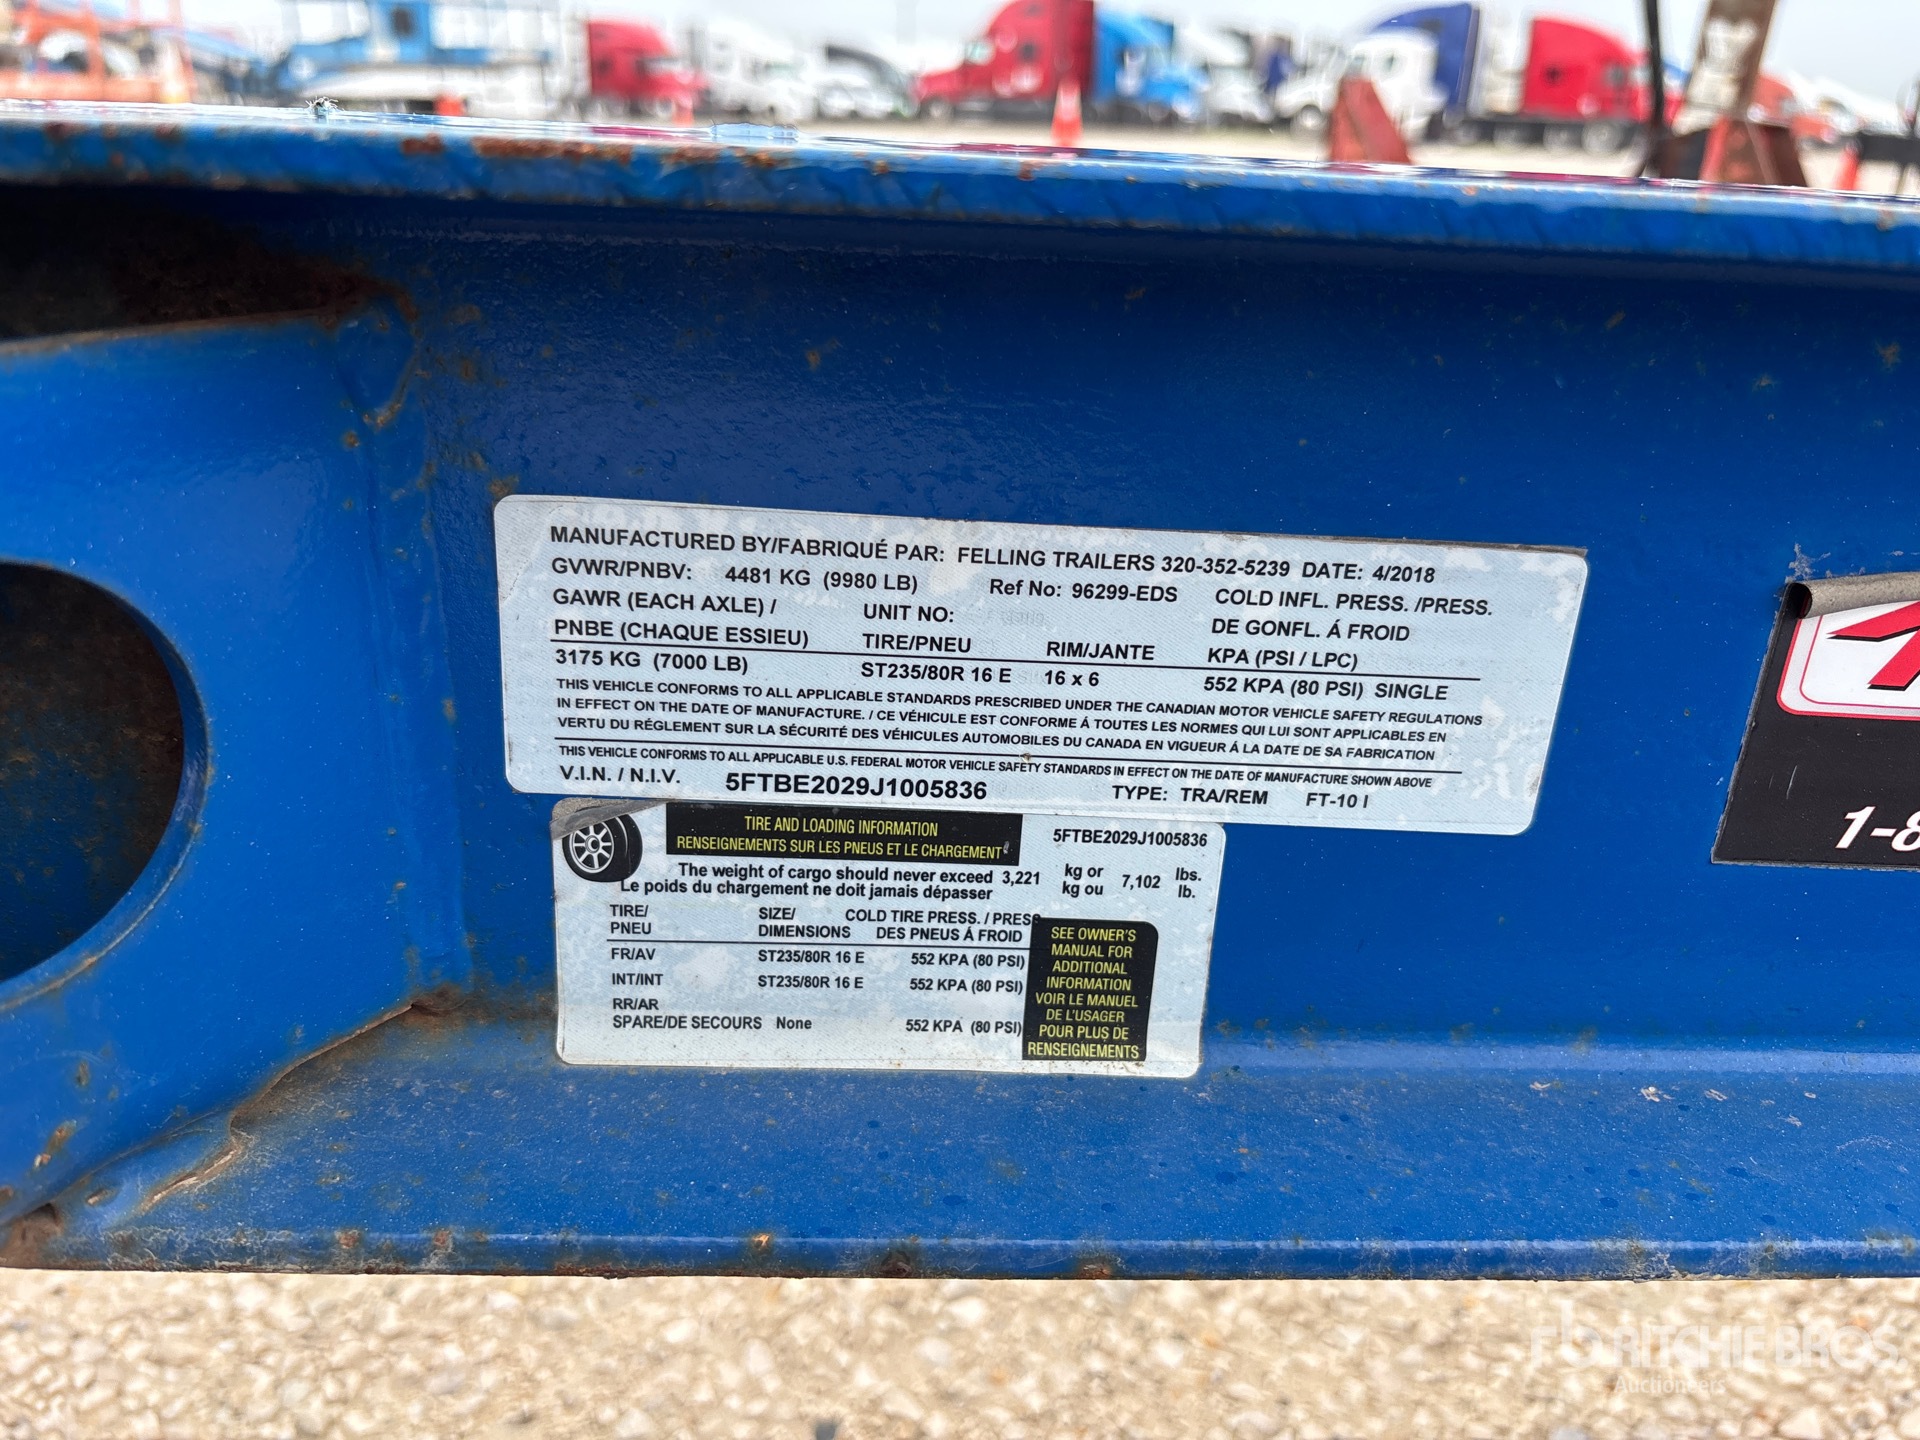 MANUFACTURED BY/FABRIQUÉ PAR: FELLING TRAILERS 320-352-5239 DATE: 4/2018
GVWR/PNBV: 4481 KG (9980 LB) Ref No: 96299-EDS COLD INFL. PRESS. /PRESS.
GAWR (EACH AXLE) / UNIT NO: DE GONFL. Á FROID
PNBE (CHAQUE ESSIEU) TIRE/PNEU RIM/JANTE KPA (PSI / LPC)
3175 KG (7000 LB) ST235/80R 16 E 16 x 6 552 KPA (80 PSI) SINGLE
THIS VEHICLE CONFORMS TO ALL APPLICABLE STANDARDS PRESCRIBED UNDER THE CANADIAN MOTOR VEHICLE SAFETY REGULATIONS
IN EFFECT ON THE DATE OF MANUFACTURE. / CE VÉHICULE EST CONFORME Á TOUTES LES NORMES QUI LUI SONT APPLICABLES EN
VERTU DU RÉGLEMENT SUR LA SÉCURITÉ DES VÉHICULES AUTOMOBILES DU CANADA EN VIGUEUR Á LA DATE DE SA FABRICATION
THIS VEHICLE CONFORMS TO ALL APPLICABLE U.S. FEDERAL MOTOR VEHICLE SAFETY STANDARDS IN EFFECT ON THE DATE OF MANUFACTURE SHOWN ABOVE
V.I.N. / N.I.V. 5FTBE2029J1005836 TYPE: TRA/REM FT-10 I
TIRE AND LOADING INFORMATION
RENSEIGNEMENTS SUR LES PNEUS ET LE CHARGEMENT
5FTBE2029J1005836
The weight of cargo should never exceed 3,221 kg or 7,102 lbs.
Le poids du chargement ne doit jamais dépasser kg ou lb.
TIRE/ SIZE/ COLD TIRE PRESS. / PRESS
PNEU DIMENSIONS DES PNEUS Á FROID
FR/AV ST235/80R 16 E 552 KPA (80 PSI)
INT/INT ST235/80R 16 E 552 KPA (80 PSI)
RR/AR
SPARE/DE SECOURS None 552 KPA (80 PSI)
SEE OWNER'S
MANUAL FOR
ADDITIONAL
INFORMATION
VOIR LE MANUEL
DE L'USAGER
POUR PLUS DE
RENSEIGNEMENTS
1-8
RITCHIE BROS
Auctioneers